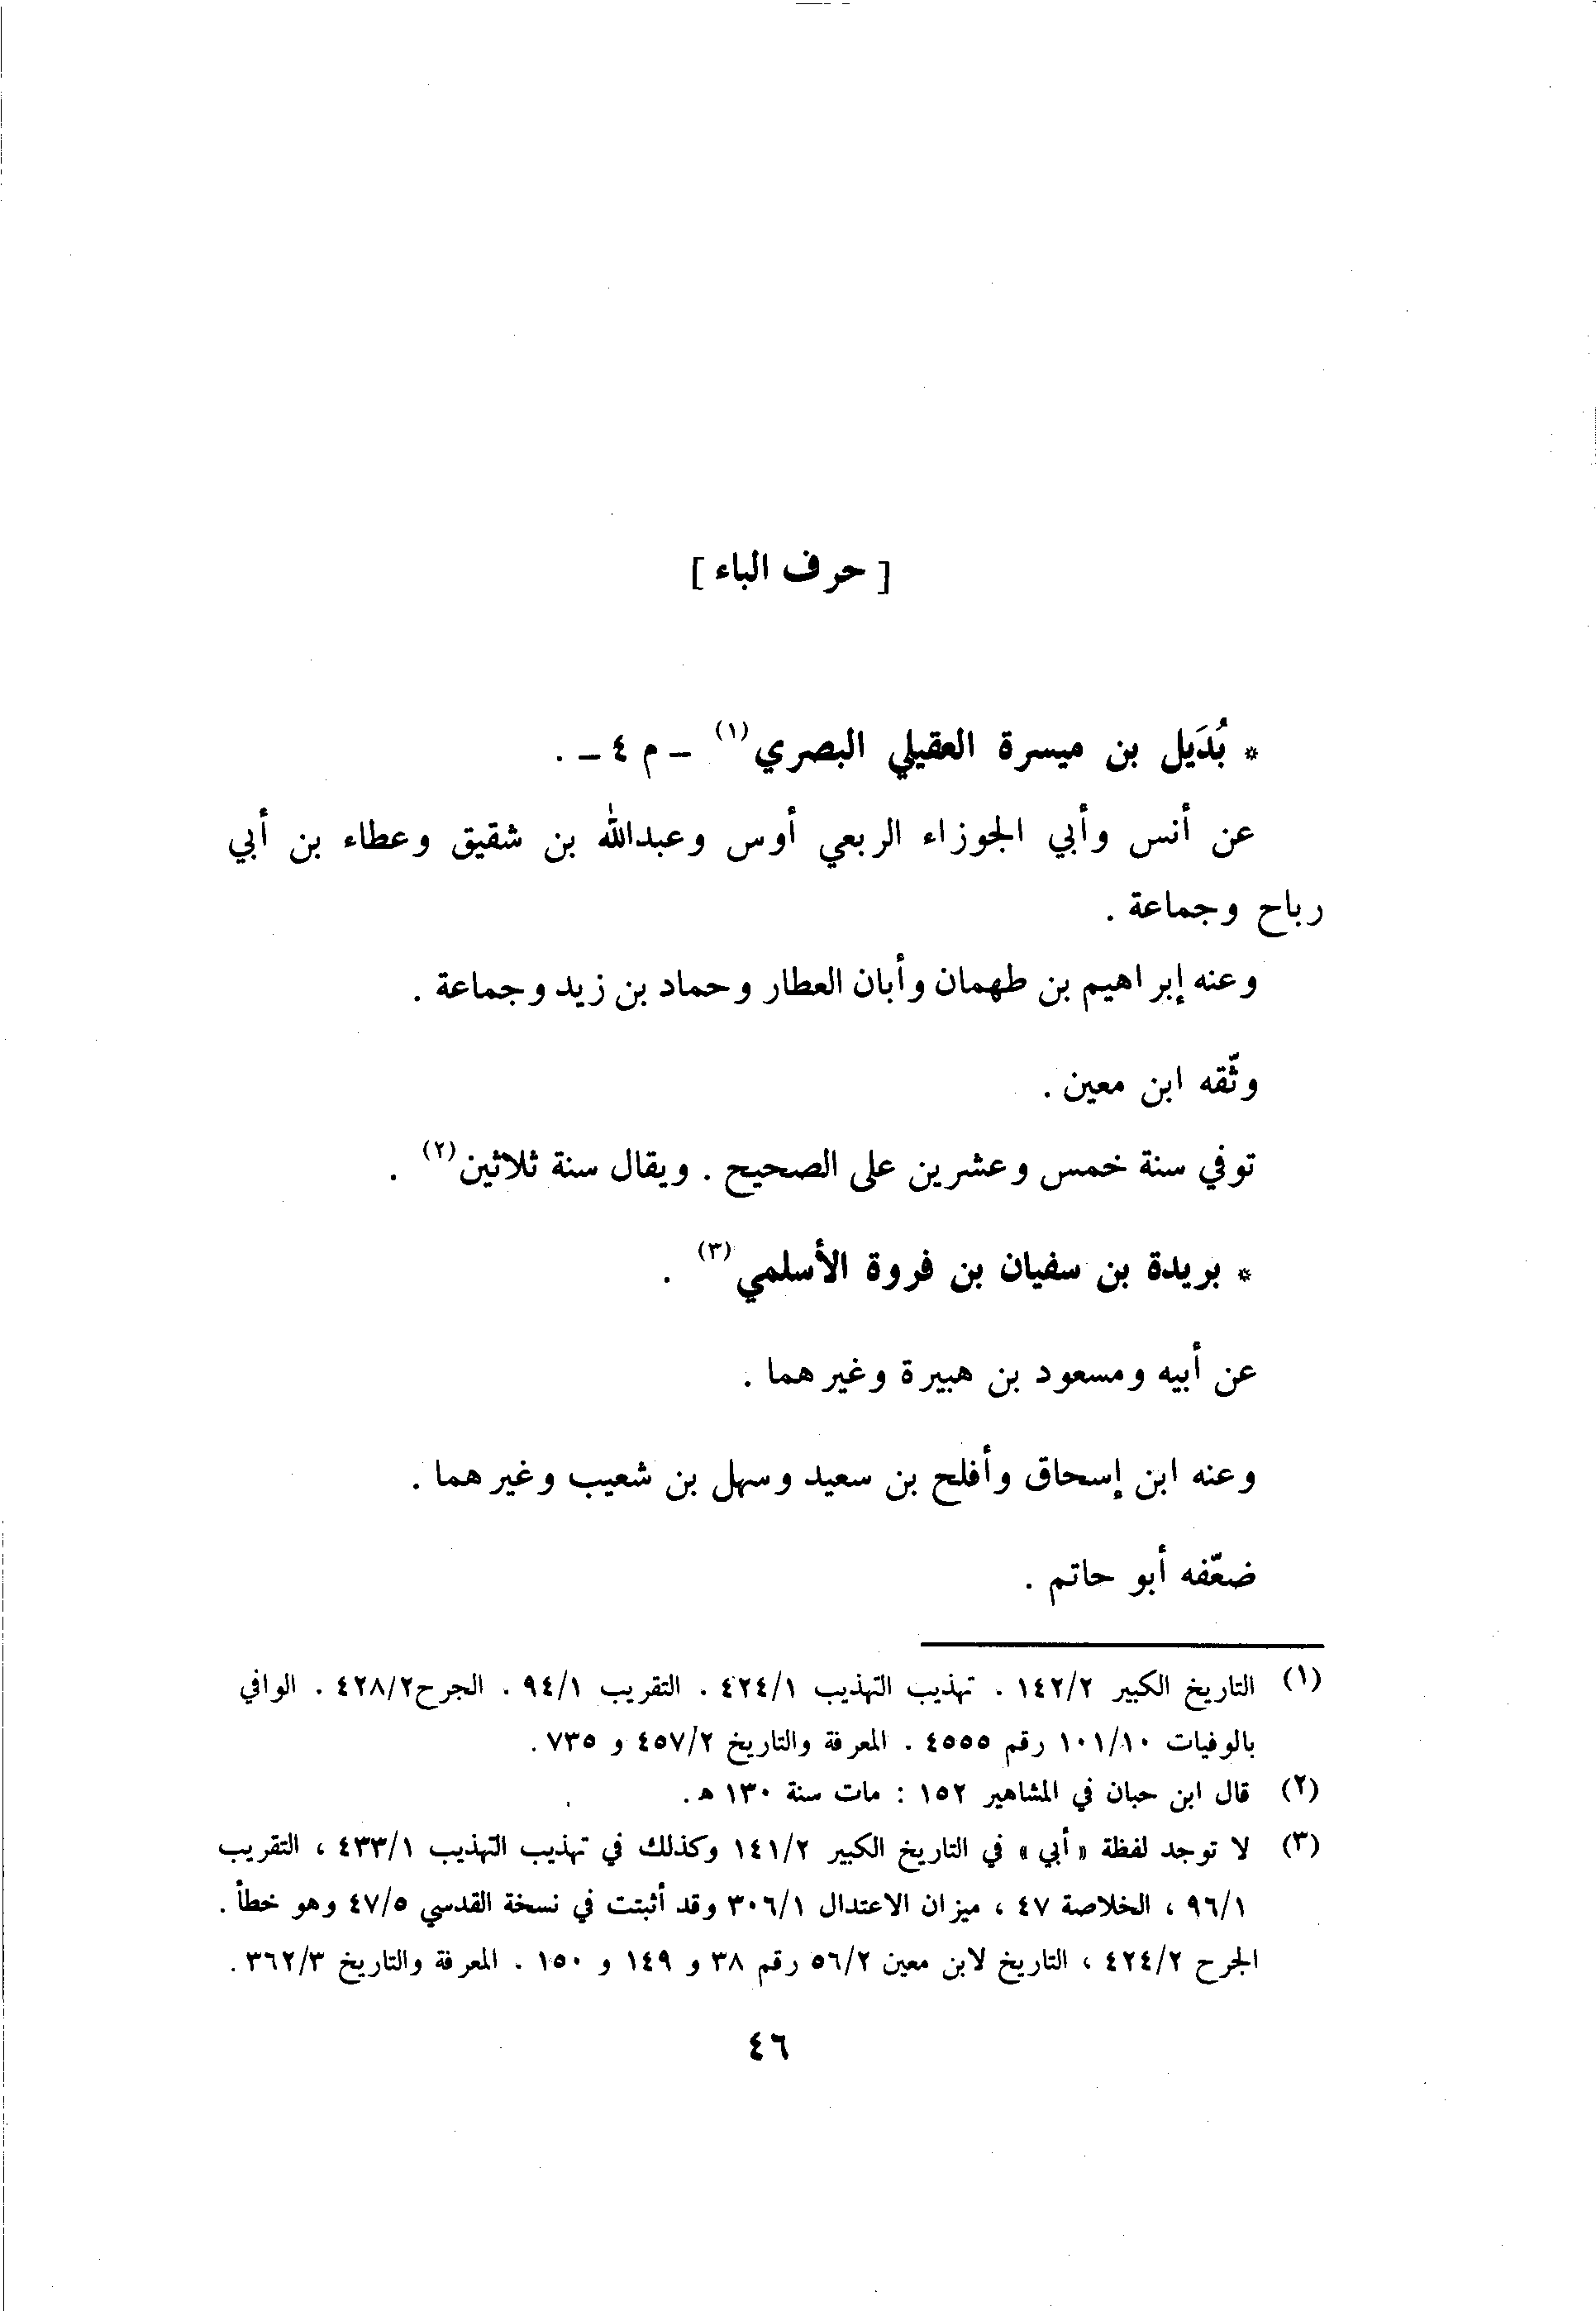 [ حرف الباء ]
* بُدَيل بن ميسرة العقيلي البصري(١) – م ٤ – .
عن أنس وأبي الجوزاء الربعي أوس وعبدالله بن شقيق وعطاء بن أبي
رباح وجماعة .
وعنه إبراهيم بن طهمان وأبان العطار وحماد بن زيد وجماعة .
وثّقه ابن معين .
توفي سنة خمس وعشرين على الصحيح . ويقال سنة ثلاثين(٢) .
* بريدة بن سفيان بن فروة الأسلمي(٣) .
عن أبيه ومسعود بن هبيرة وغيرهما .
وعنه ابن إسحاق وأفلح بن سعيد وسهل بن شعيب وغيرهما .
ضعّفه أبو حاتم .
(١) التاريخ الكبير ١٤٢/٢ . تهذيب التهذيب ٤٢٤/١ . التقريب ٩٤/١ . الجرح ٤٢٨/٢ . الوافي
بالوفيات ١٠١/١٠ رقم ٤٥٥٥ . المعرفة والتاريخ ٤٥٧/٢ و ٧٣٥ .
(٢) قال ابن حبان في المشاهير ١٥٢ : مات سنة ١٣٠ هـ .
(٣) لا توجد لفظة « أبي » في التاريخ الكبير ١٤١/٢ وكذلك في تهذيب التهذيب ٤٣٣/١ ، التقريب
٩٦/١ ، الخلاصة ٤٧ ، ميزان الاعتدال ٣٠٦/١ وقد أثبتت في نسخة القدسي ٤٧/٥ وهو خطأ .
الجرح ٤٢٤/٢ ، التاريخ لابن معين ٥٦/٢ رقم ٣٨ و ١٤٩ و ١٥٠ . المعرفة والتاريخ ٣٦٢/٣ .
٤٦